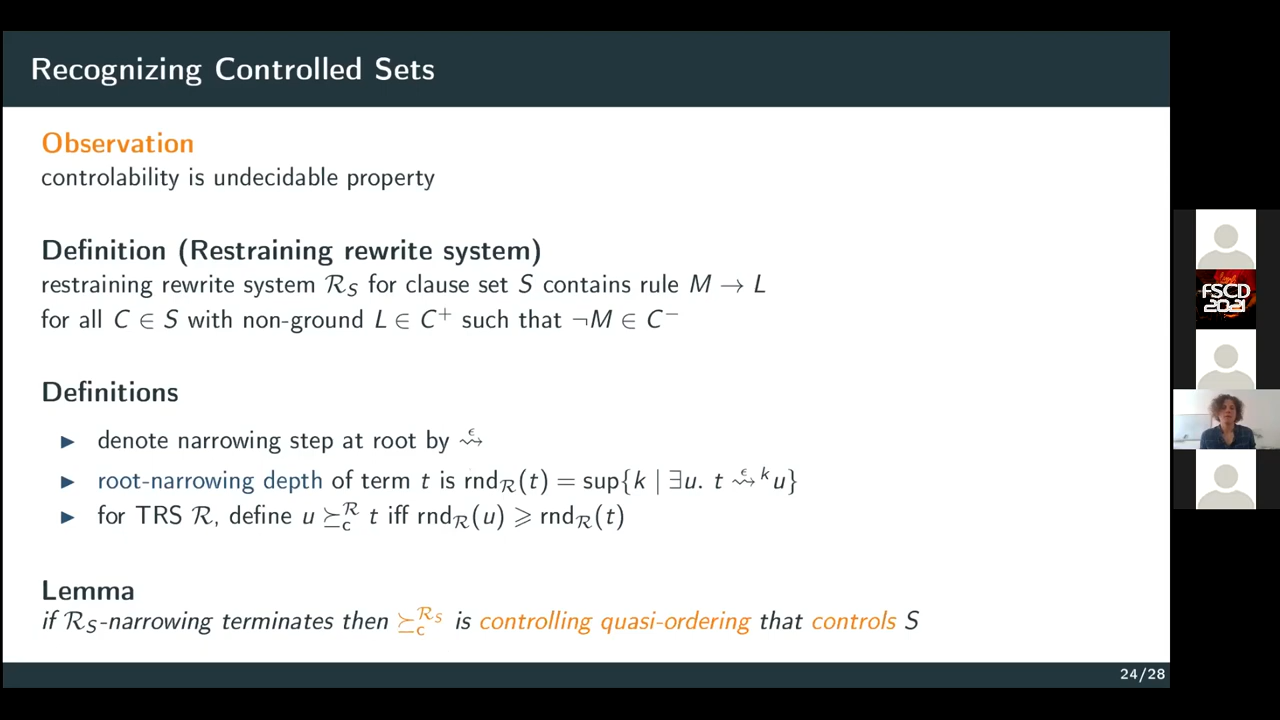 Recognizing Controlled Sets
Observation
controlability is undecidable property
Definition (Restraining rewrite system)
restraining rewrite system ℛ_S for clause set S contains rule M → L
for all C ∈ S with non-ground L ∈ C⁺ such that ¬M ∈ C⁻
Definitions
▶ denote narrowing step at root by ⇝^ϵ
▶ root-narrowing depth of term t is rnd_ℛ(t) = sup{k | ∃u. t ⇝^ϵ ^k u}
▶ for TRS ℛ, define u ≽_c^ℛ t iff rnd_ℛ(u) ⩾ rnd_ℛ(t)
Lemma
if ℛ_S-narrowing terminates then ≽_c^{ℛ_S} is controlling quasi-ordering that controls S
24/28
FSCD
2021